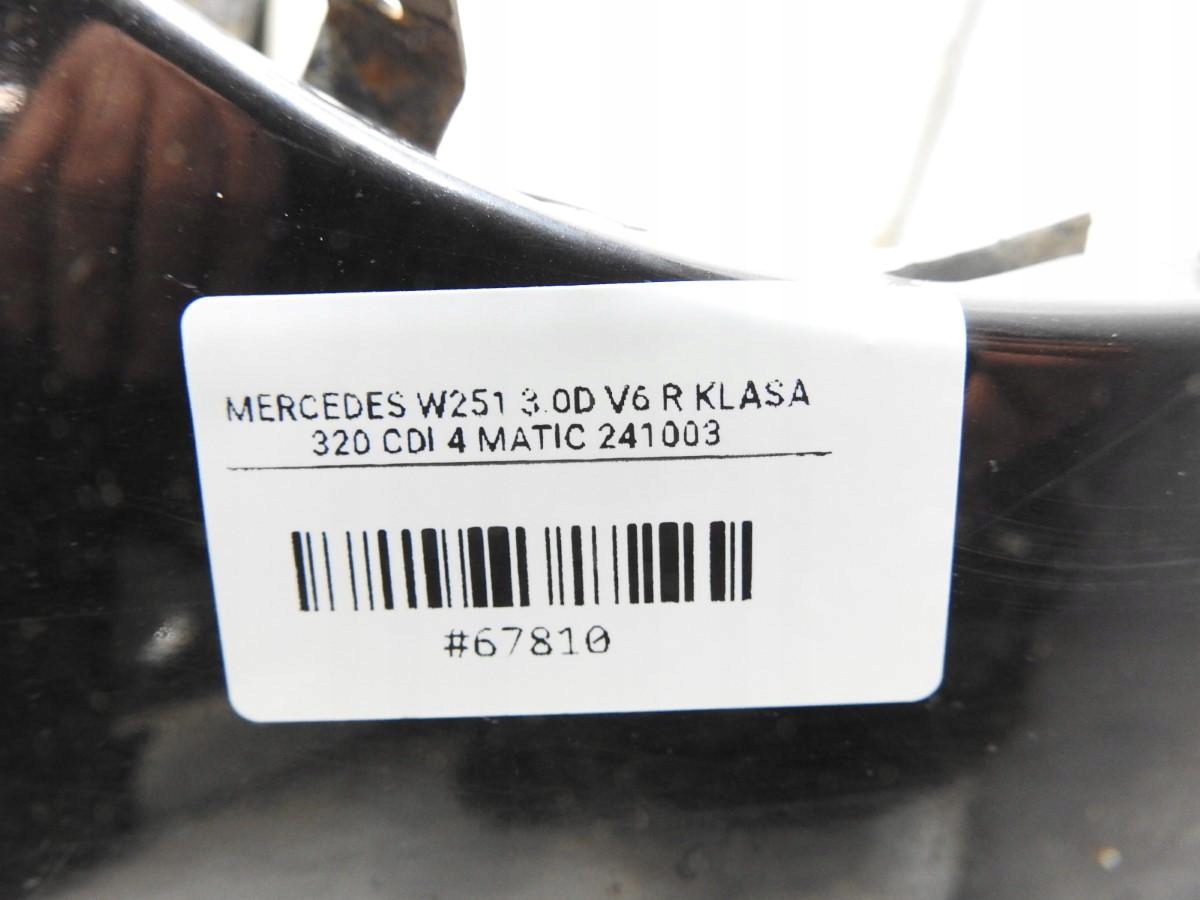 MERCEDES W251 3.0D V6 R KLASA
320 CDI 4 MATIC 241003
#67810